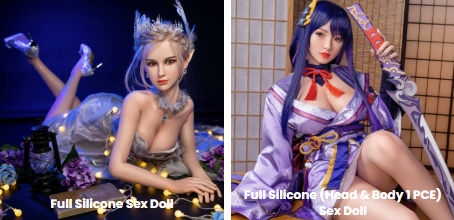 Full Silicone Sex Doll
Full Silicone (Head & Body 1 PCE)
Sex Doll